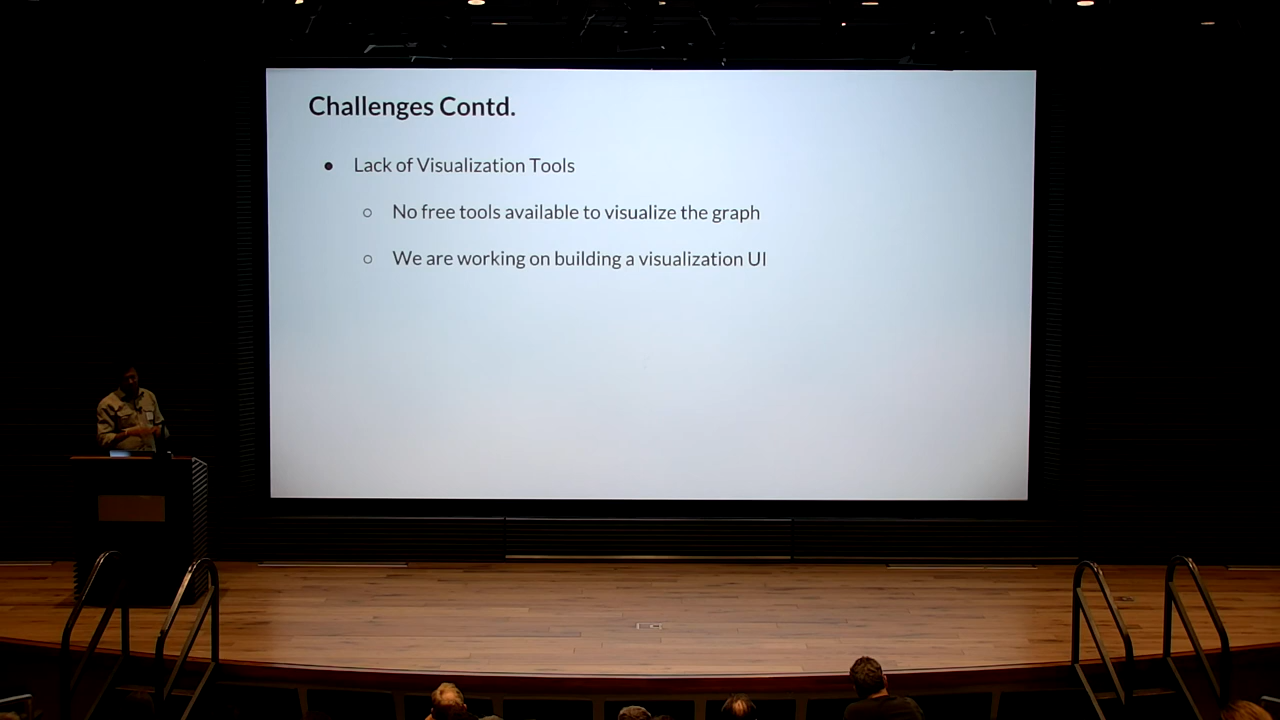 Challenges Contd.
● Lack of Visualization Tools
○ No free tools available to visualize the graph
○ We are working on building a visualization UI